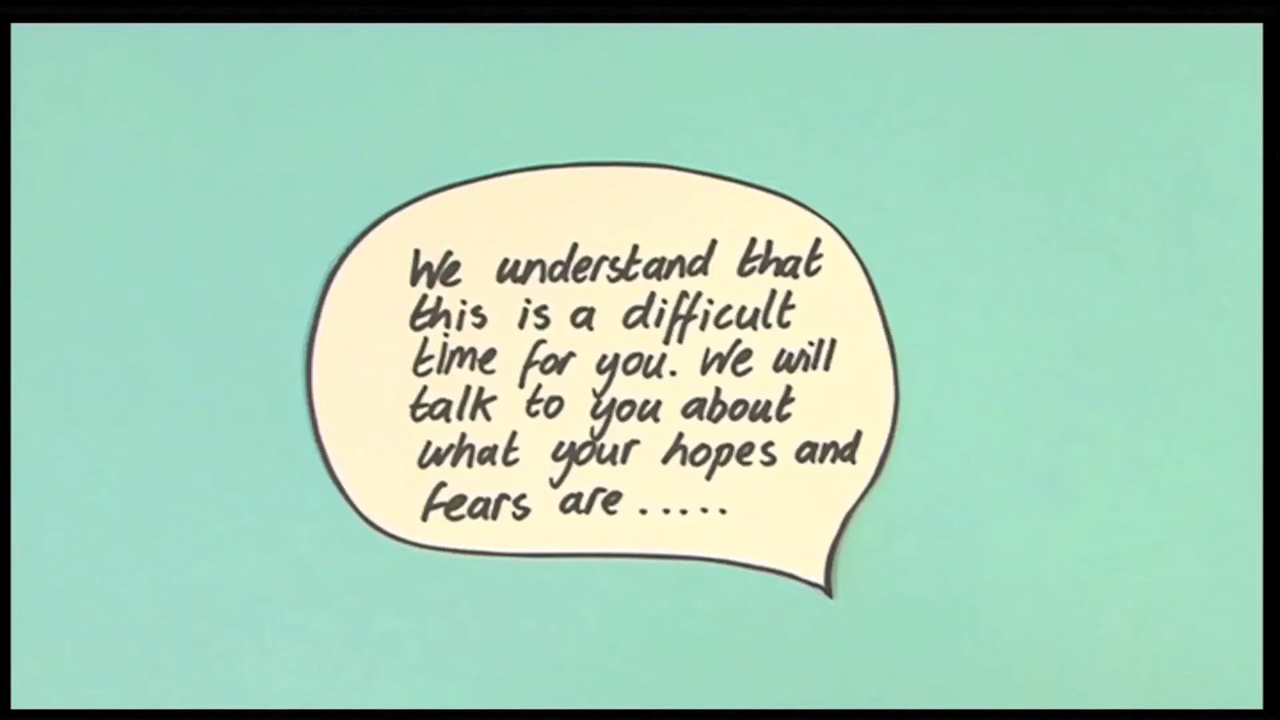 We understand that
this is a difficult
time for you. We will
talk to you about
what your hopes and
fears are .....